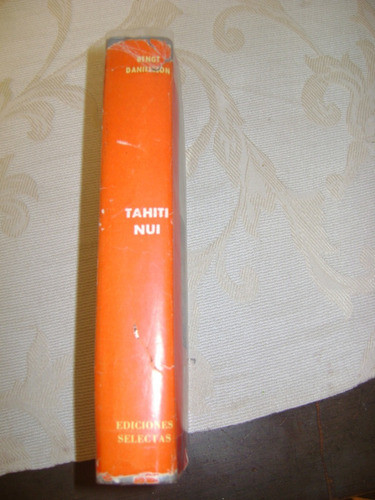 BENGT
DANIELSSON
TAHITI
NUI
EDICIONES
SELECTAS